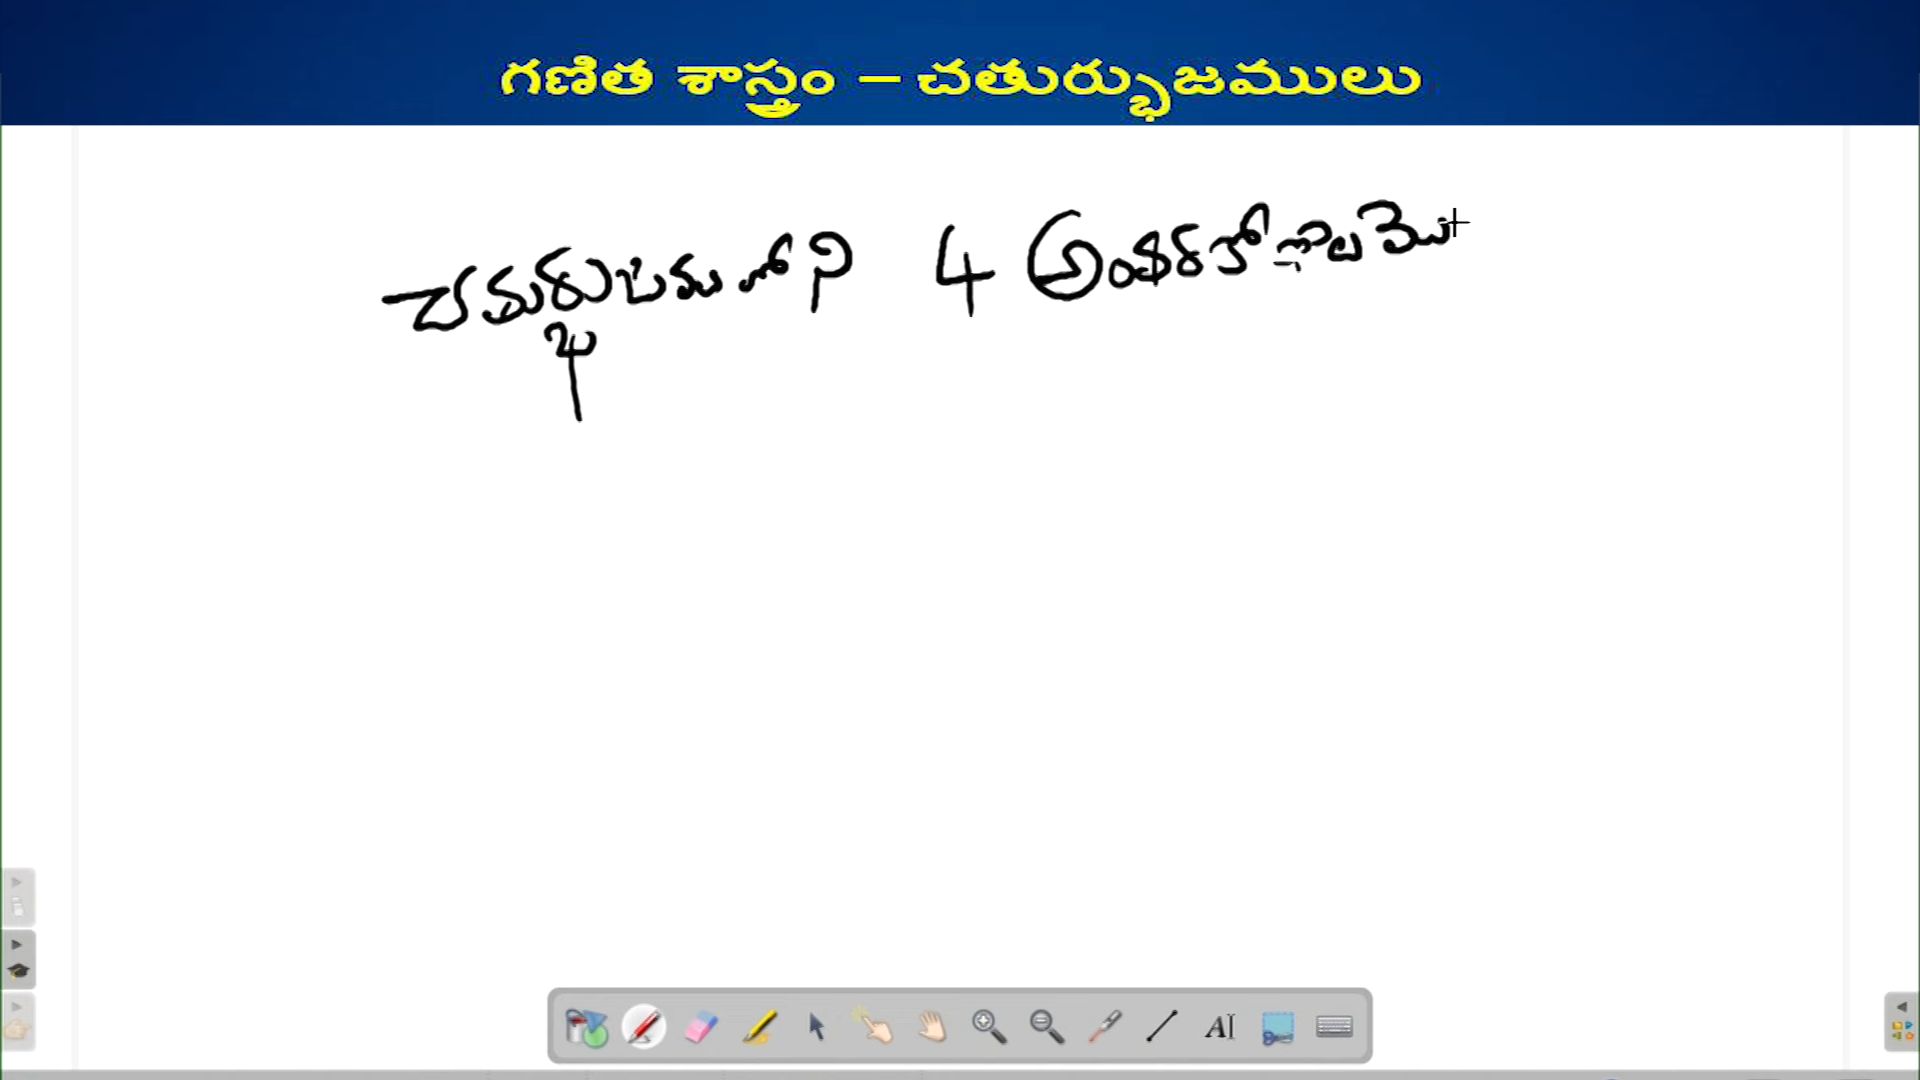 గణిత శాస్త్రం – చతుర్భుజములు
చతుర్భుజములోని 4 అంతరకోణాల మొ